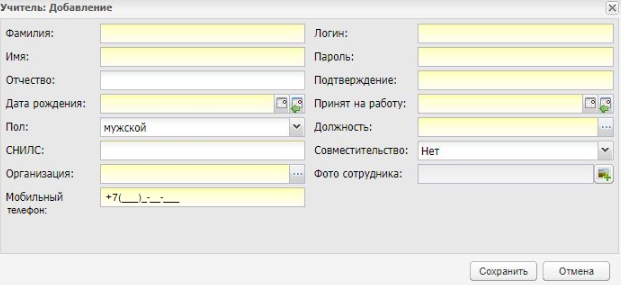 Учитель: Добавление
Фамилия:
Логин:
Имя:
Пароль:
Отчество:
Подтверждение:
Дата рождения:
Принят на работу:
Пол: мужской
Должность:
СНИЛС:
Совместительство: Нет
Организация:
Фото сотрудника:
Мобильный
телефон:
+7(___)_-__-___
Сохранить
Отмена